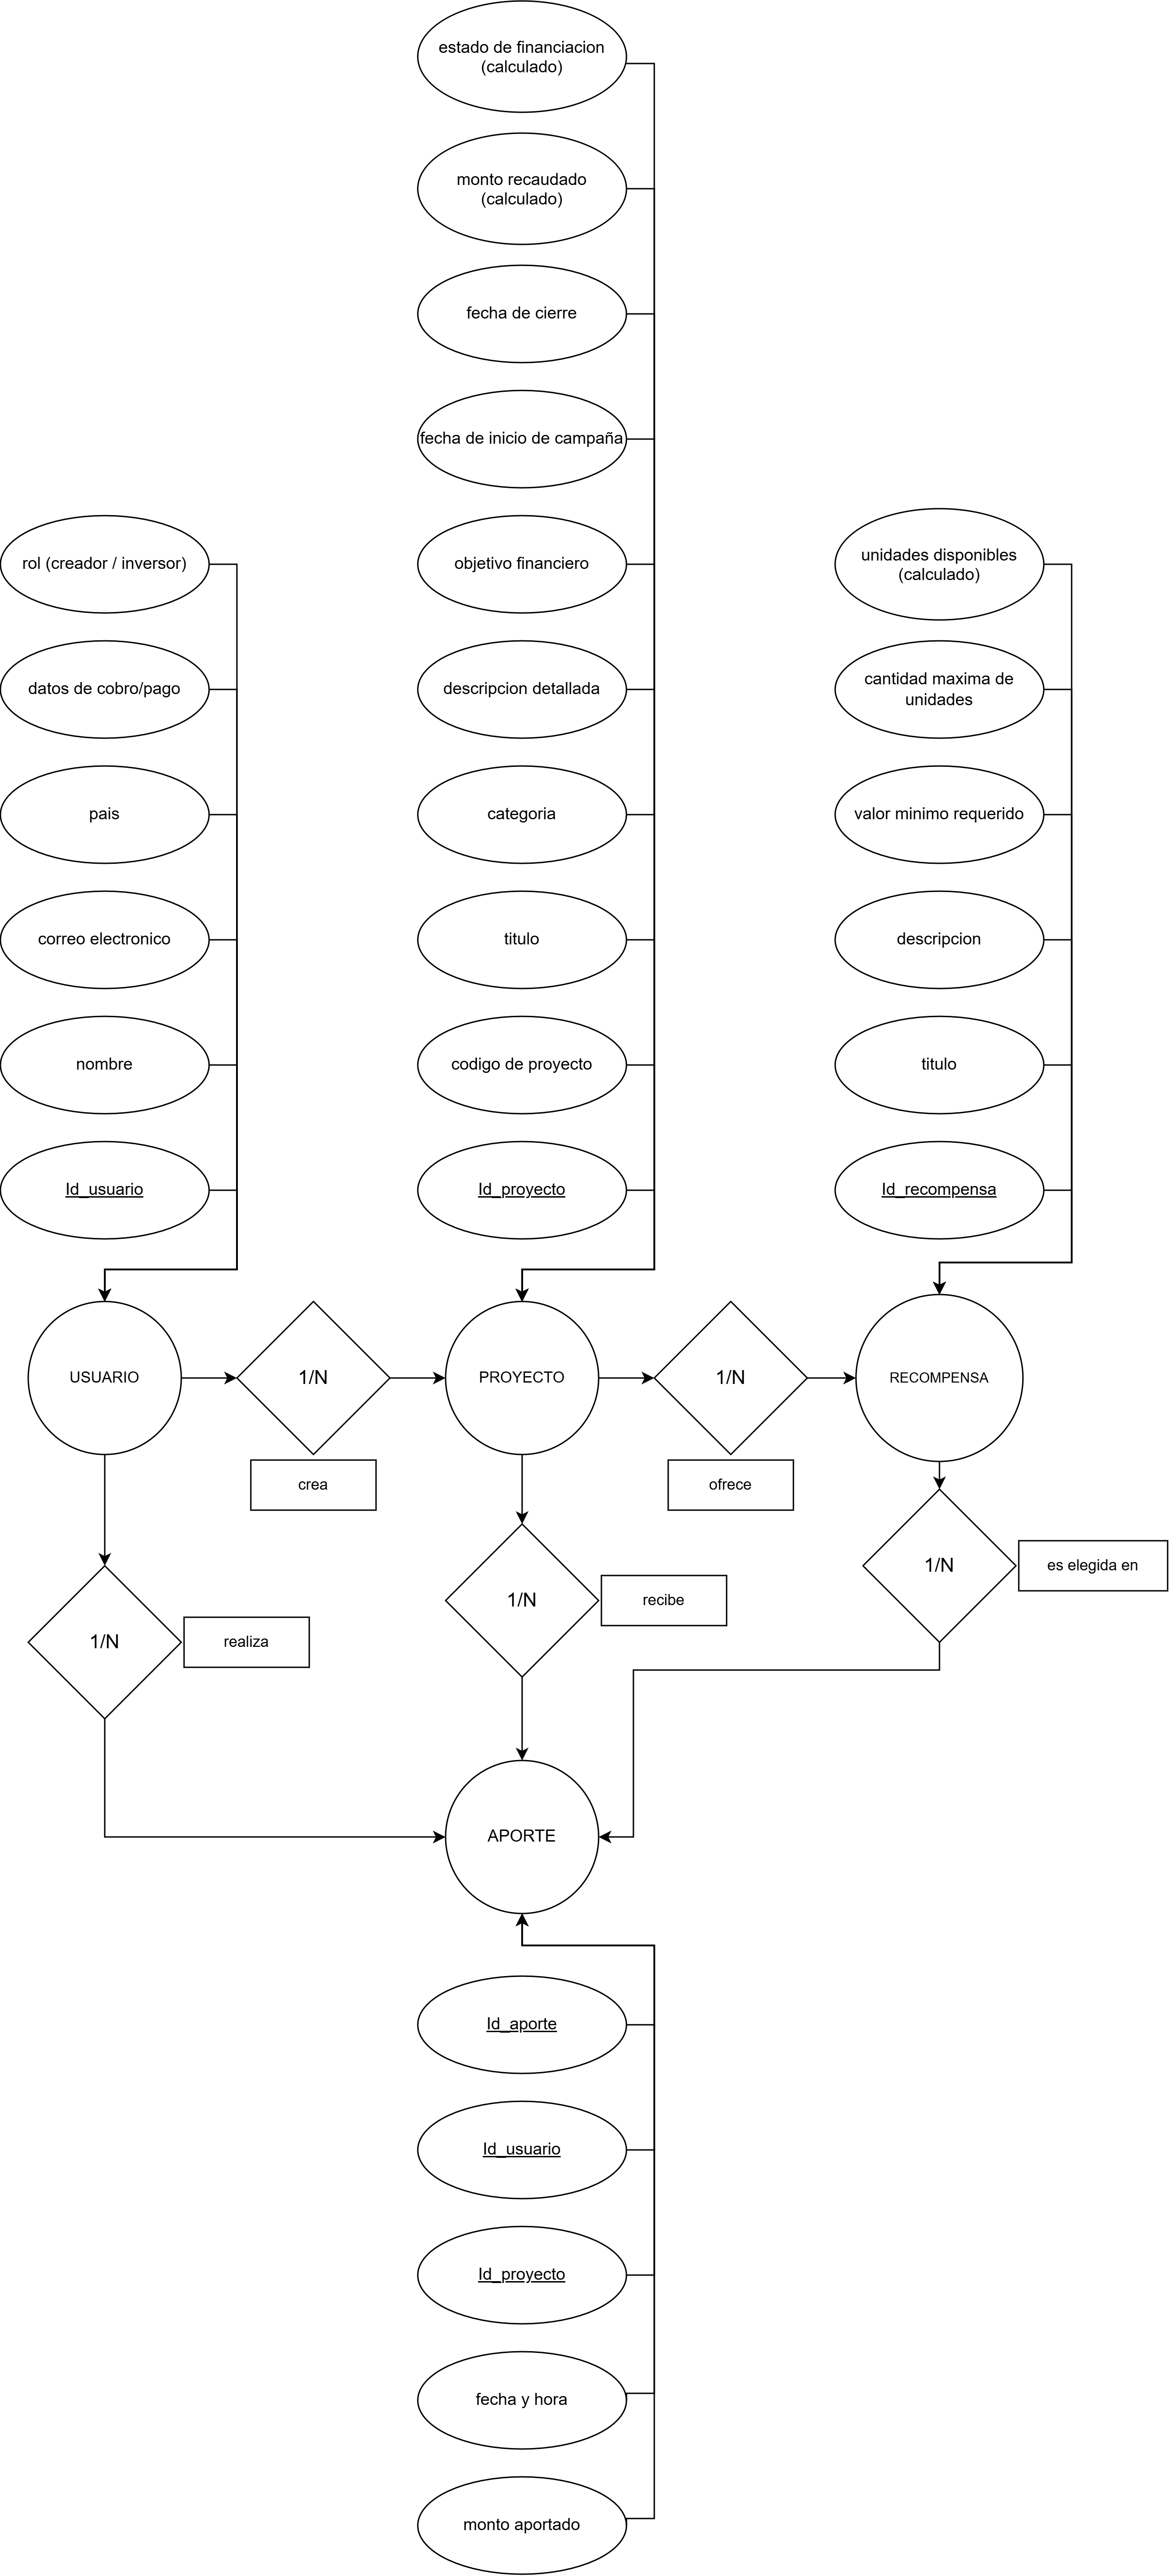 estado de financiacion
(calculado)
monto recaudado
(calculado)
fecha de cierre
fecha de inicio de campaña
rol (creador / inversor)
objetivo financiero
unidades disponibles
(calculado)
datos de cobro/pago
descripcion detallada
cantidad maxima de
unidades
pais
categoria
valor minimo requerido
correo electronico
titulo
descripcion
nombre
codigo de proyecto
titulo
Id_usuario
Id_proyecto
Id_recompensa
USUARIO
1/N
PROYECTO
1/N
RECOMPENSA
crea
ofrece
1/N
es elegida en
1/N
recibe
1/N
realiza
APORTE
Id_aporte
Id_usuario
Id_proyecto
fecha y hora
monto aportado